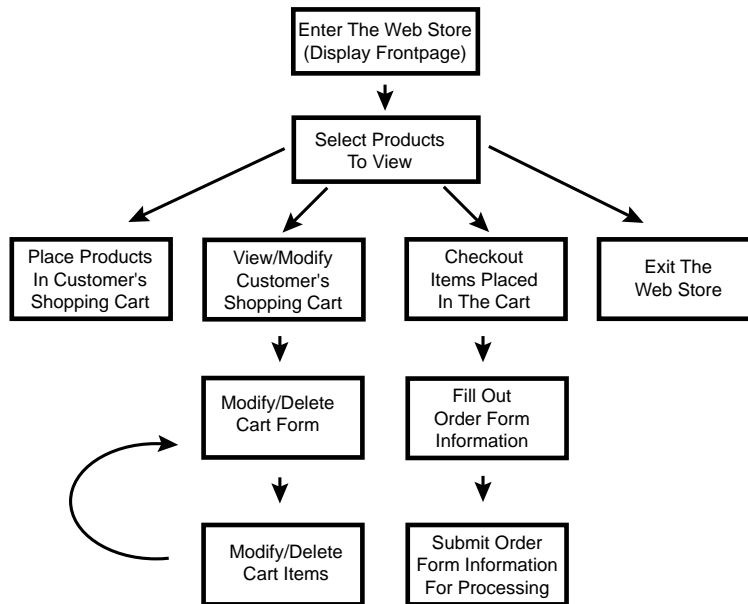 Enter The Web Store
(Display Frontpage)
Select Products
To View
Place Products
In Customer's
Shopping Cart
View/Modify
Customer's
Shopping Cart
Checkout
Items Placed
In The Cart
Exit The
Web Store
Modify/Delete
Cart Form
Fill Out
Order Form
Information
Modify/Delete
Cart Items
Submit Order
Form Information
For Processing